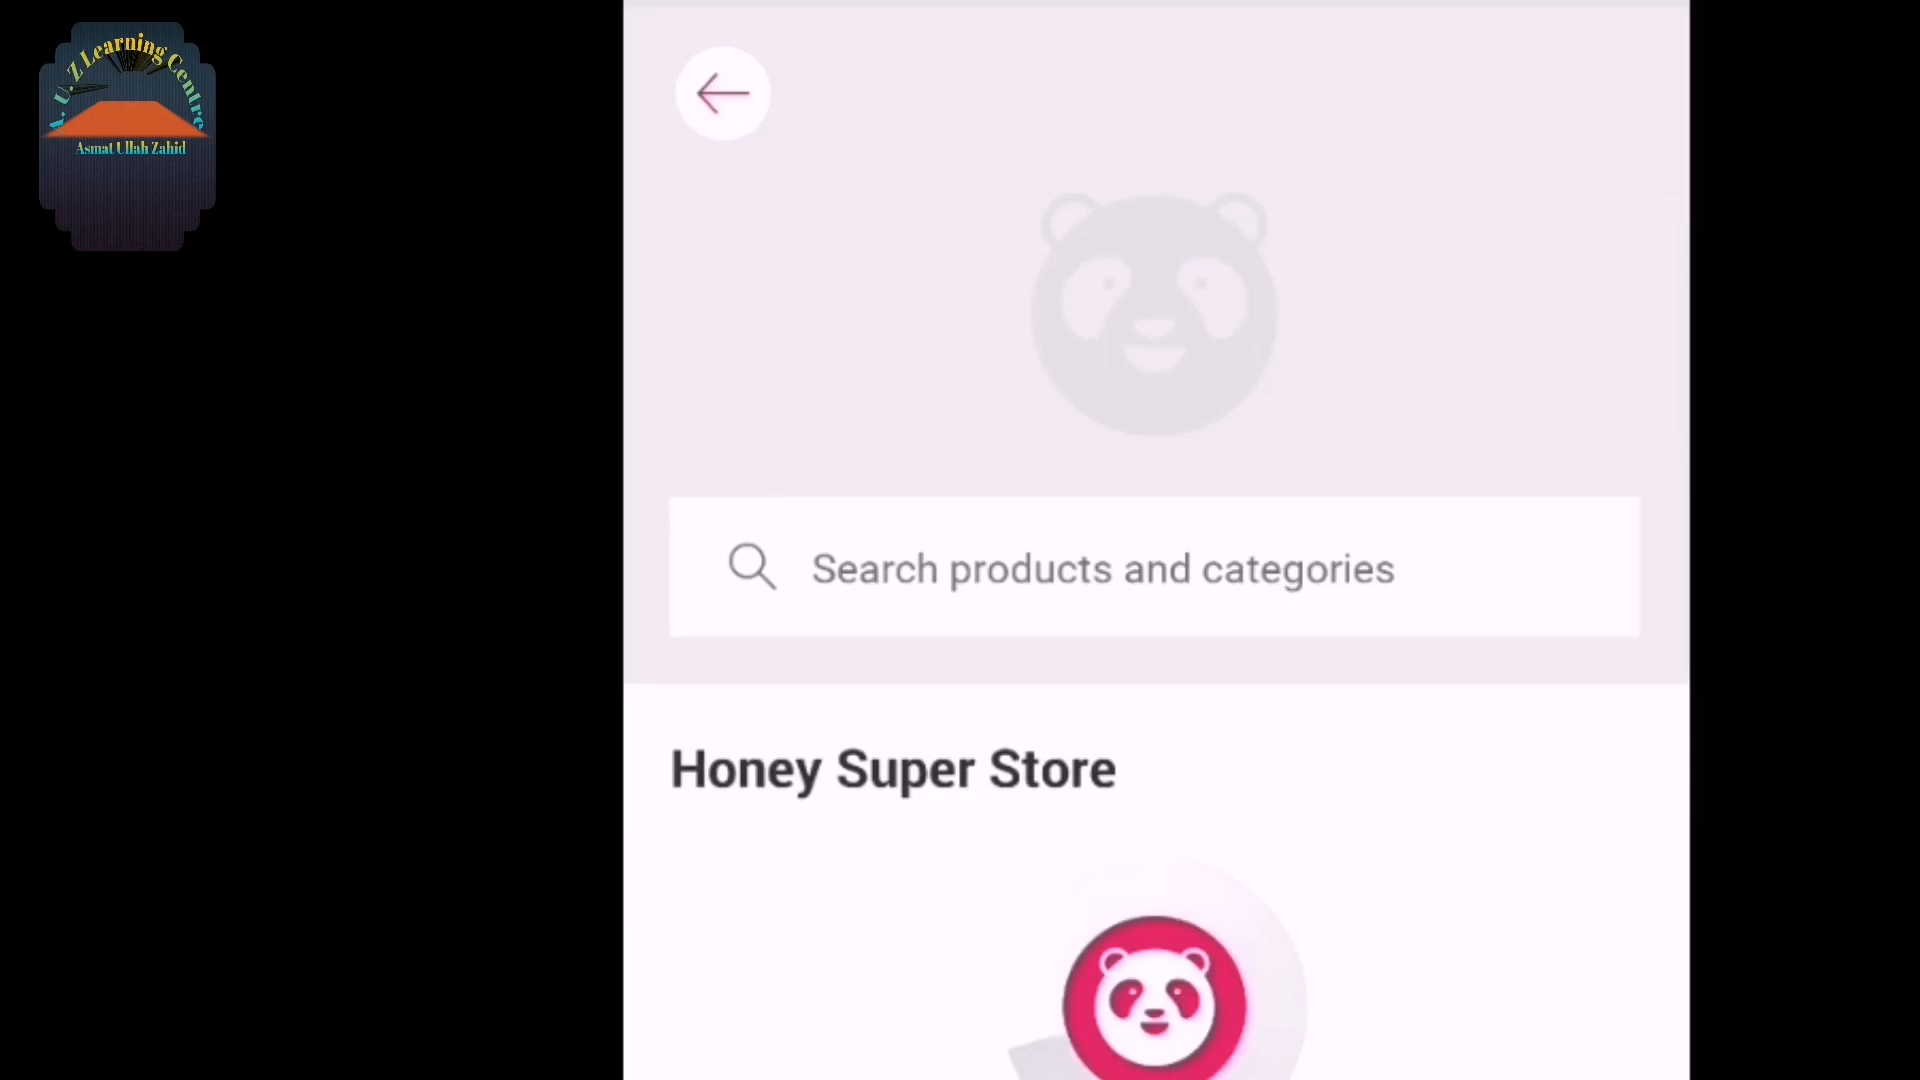 A. U. Z Learning Centre
Asmat Ullah Zahid
Search products and categories
Honey Super Store